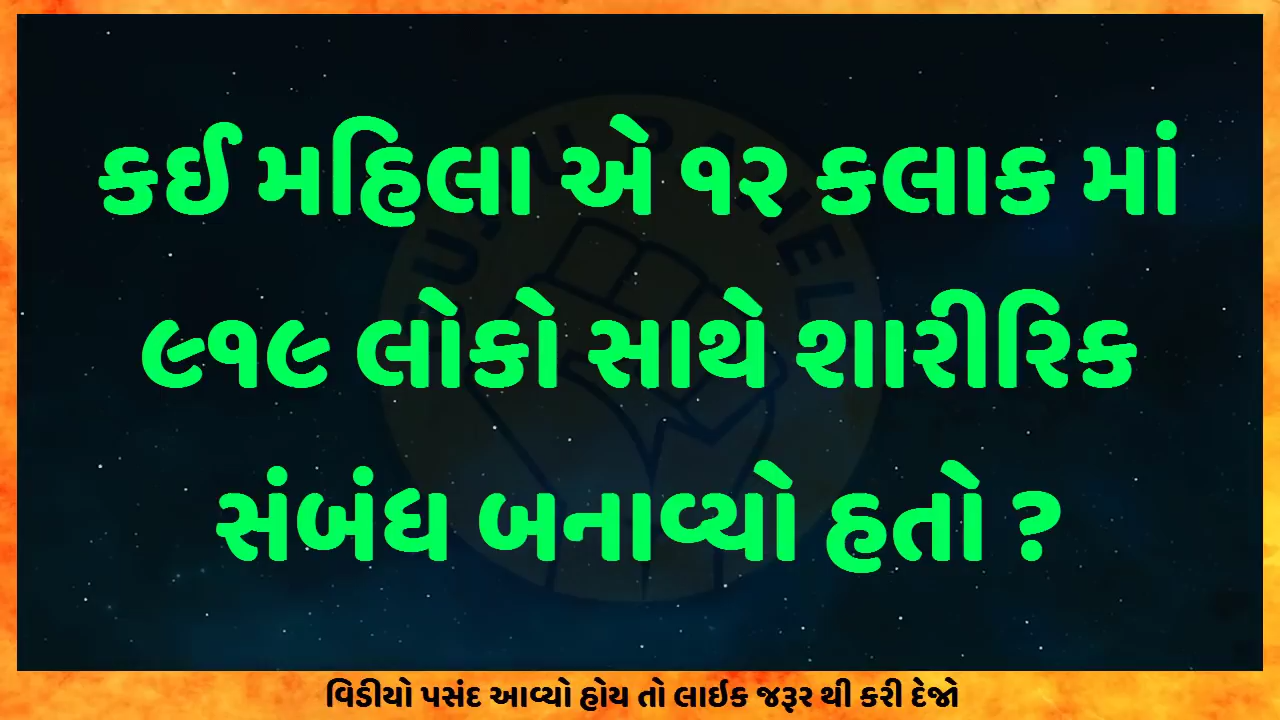 કઈ મહિલા એ ૧૨ કલાક માં
૯૧૯ લોકો સાથે શારીરિક
સંબંધ બનાવ્યો હતો ?
વિડીયો પસંદ આવ્યો હોય તો લાઈક જરૂર થી કરી દેજો